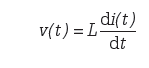 v(t) = L di(t)/dt